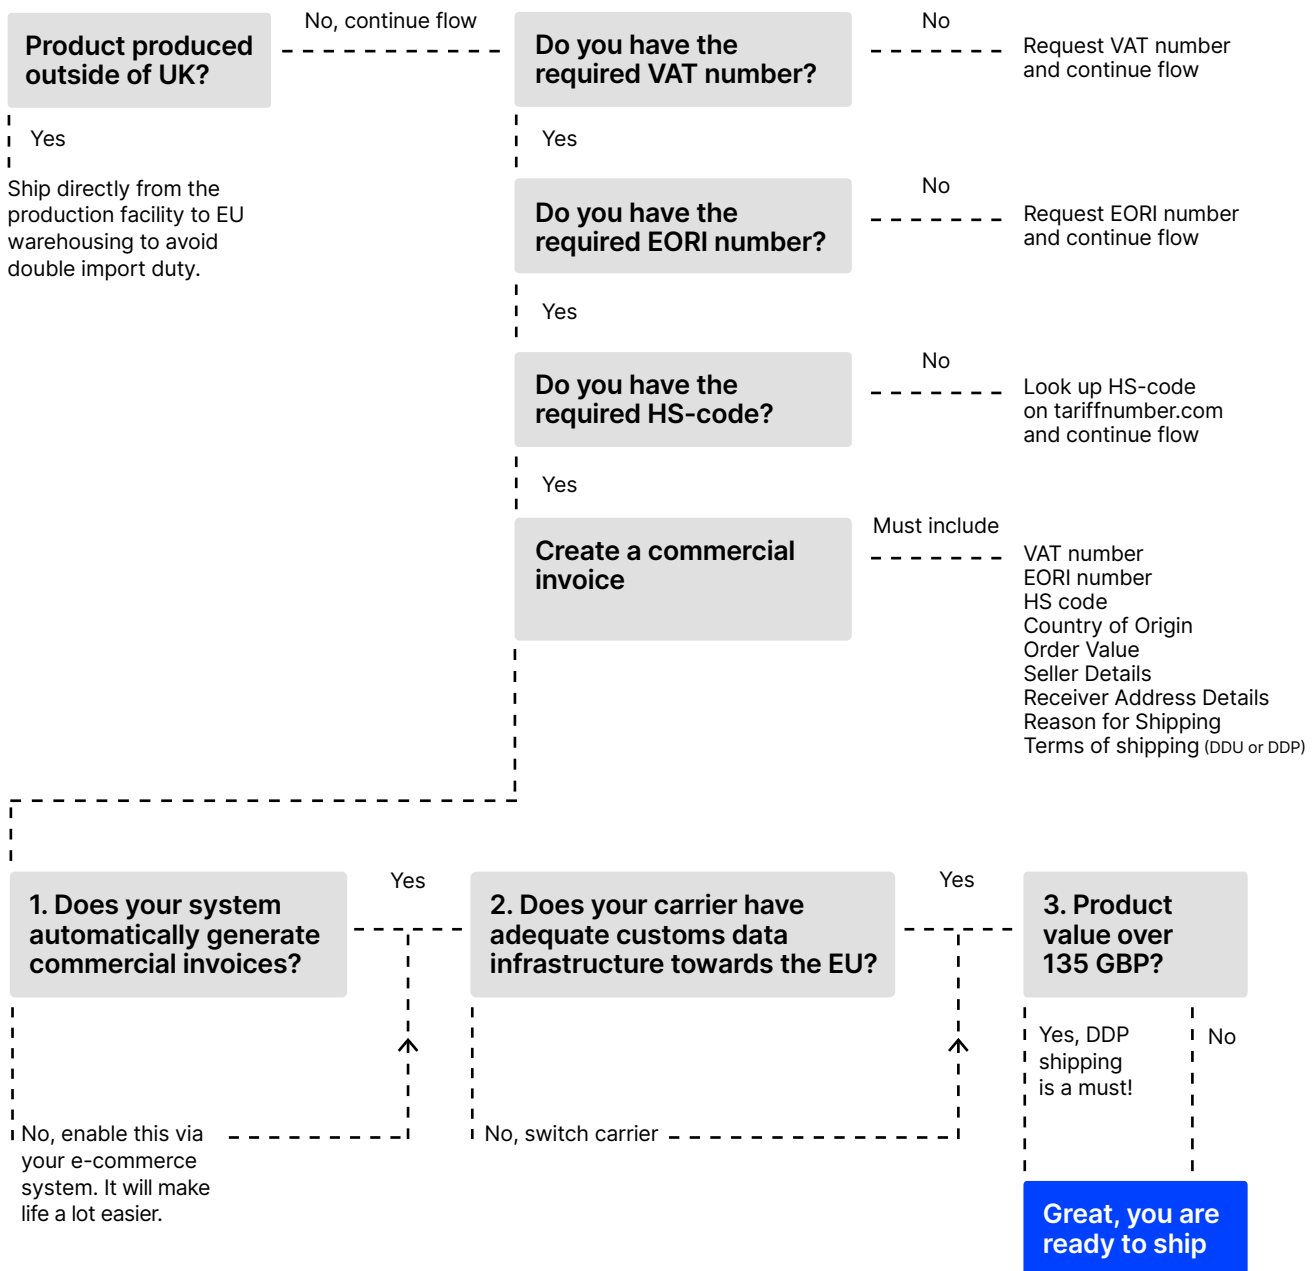 Product produced
outside of UK?
No, continue flow
Do you have the
required VAT number?
No
Request VAT number
and continue flow
Yes
Ship directly from the
production facility to EU
warehousing to avoid
double import duty.
Yes
Do you have the
required EORI number?
No
Request EORI number
and continue flow
Yes
Do you have the
required HS-code?
No
Look up HS-code
on tariffnumber.com
and continue flow
Yes
Create a commercial
invoice
Must include
VAT number
EORI number
HS code
Country of Origin
Order Value
Seller Details
Receiver Address Details
Reason for Shipping
Terms of shipping (DDU or DDP)
1. Does your system
automatically generate
commercial invoices?
Yes
2. Does your carrier have
adequate customs data
infrastructure towards the EU?
Yes
3. Product
value over
135 GBP?
No, enable this via
your e-commerce
system. It will make
life a lot easier.
No, switch carrier
Yes, DDP
shipping
is a must!
No
Great, you are
ready to ship